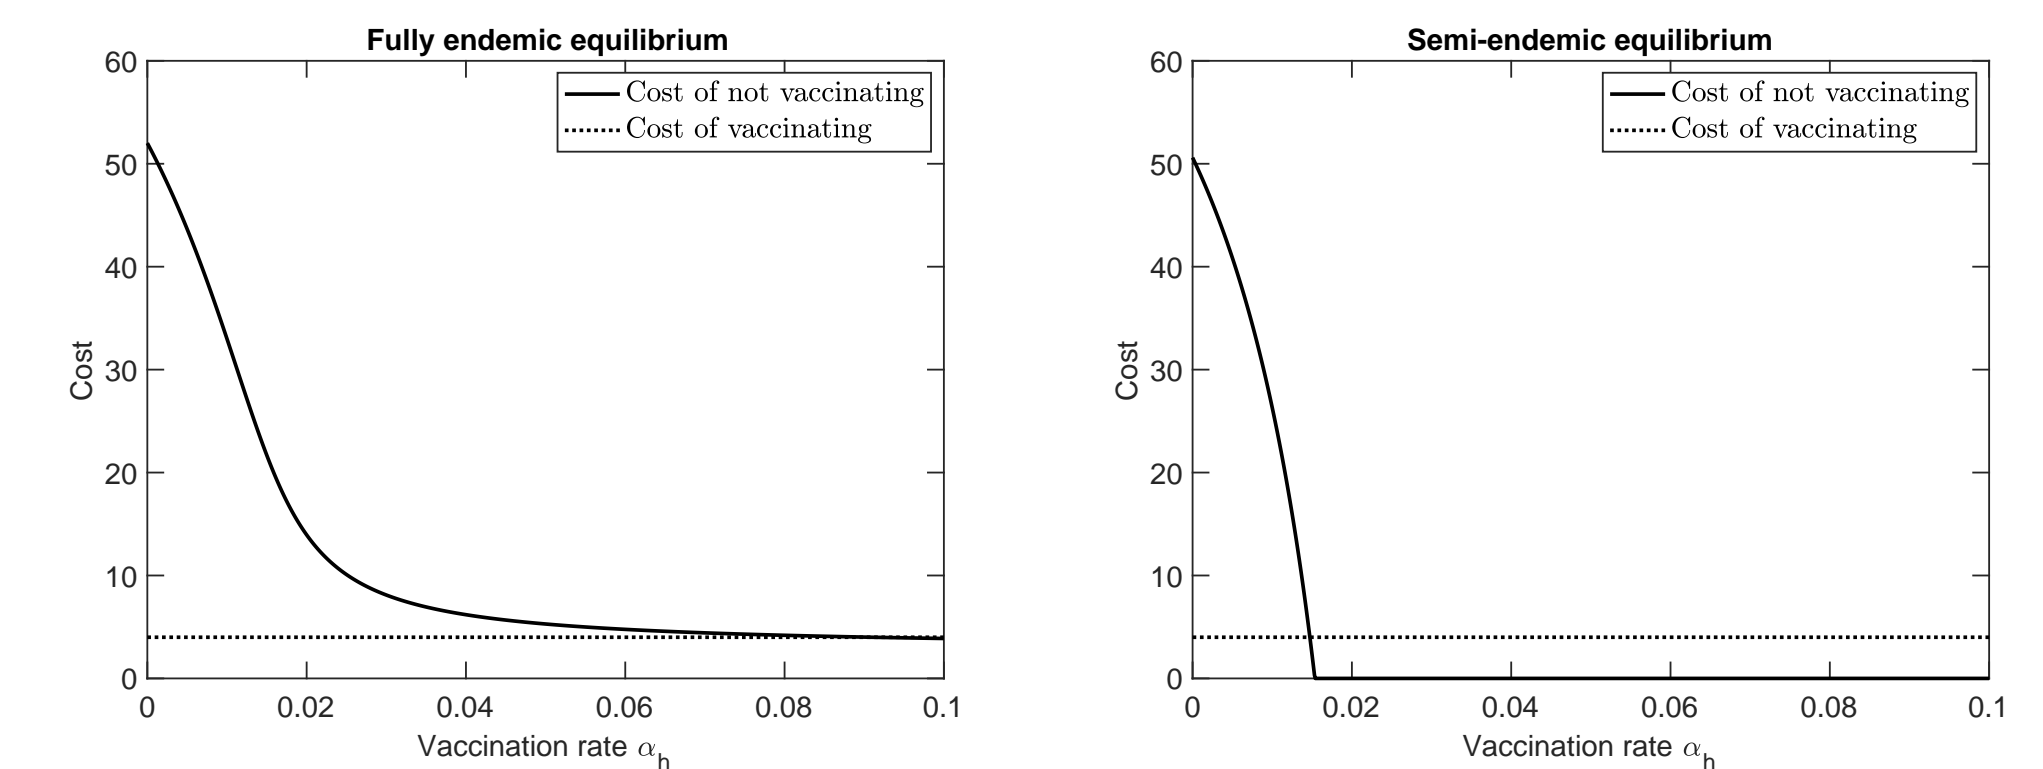 Fully endemic equilibrium
60
50
40
30
20
10
0
Cost
Cost of not vaccinating
Cost of vaccinating
0 0.02 0.04 0.06 0.08 0.1
Vaccination rate α_h
Semi-endemic equilibrium
60
50
40
30
20
10
0
Cost
Cost of not vaccinating
Cost of vaccinating
0 0.02 0.04 0.06 0.08 0.1
Vaccination rate α_h